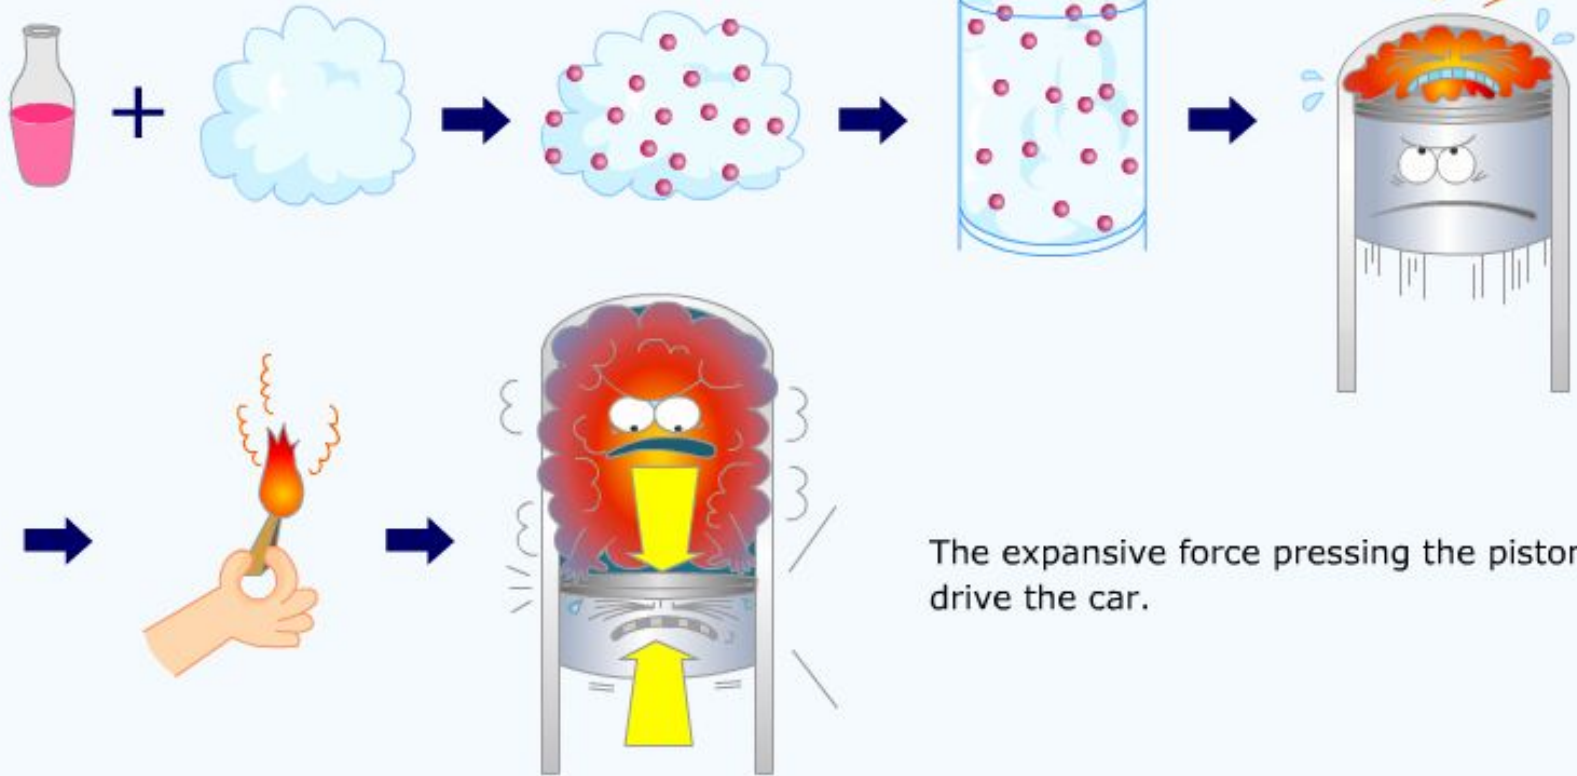 The expansive force pressing the piston
drive the car.